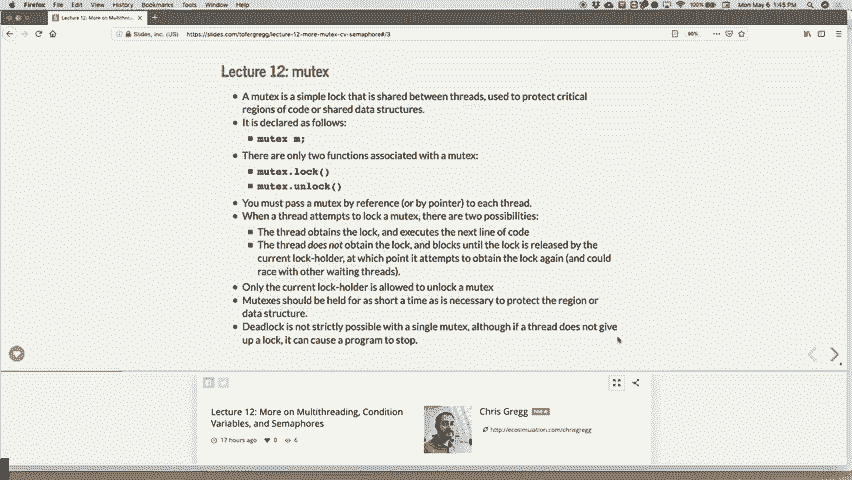 Firefox File Edit View History Bookmarks Tools Window Help
100% Mon May 6 1:45 PM
Lecture 12: More on Multithrea
Slides, Inc. (US) https://slides.com/tofergregg/lecture-12-more-mutex-cv-semaphore#/3 90%
Lecture 12: mutex
A mutex is a simple lock that is shared between threads, used to protect critical
regions of code or shared data structures.
It is declared as follows:
mutex m;
There are only two functions associated with a mutex:
mutex.lock()
mutex.unlock()
You must pass a mutex by reference (or by pointer) to each thread.
When a thread attempts to lock a mutex, there are two possibilities:
The thread obtains the lock, and executes the next line of code
The thread does not obtain the lock, and blocks until the lock is released by the
current lock-holder, at which point it attempts to obtain the lock again (and could
race with other waiting threads).
Only the current lock-holder is allowed to unlock a mutex
Mutexes should be held for as short a time as is necessary to protect the region or
data structure.
Deadlock is not strictly possible with a single mutex, although if a thread does not give
up a lock, it can cause a program to stop.
Lecture 12: More on Multithreading, Condition
Variables, and Semaphores
17 hours ago 0 6
Chris Gregg
http://ecosimulation.com/chrisgregg